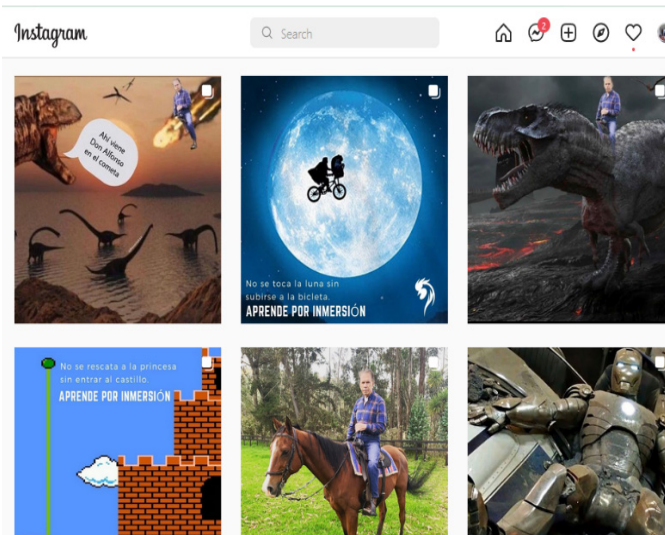 Instagram
Search
2
Ahí viene
Don Alfonso
en el cometa
No se toca la luna sin
subirse a la bicleta.
APRENDE POR INMERSIÓN
No se rescata a la princesa
sin entrar al castillo.
APRENDE POR INMERSIÓN